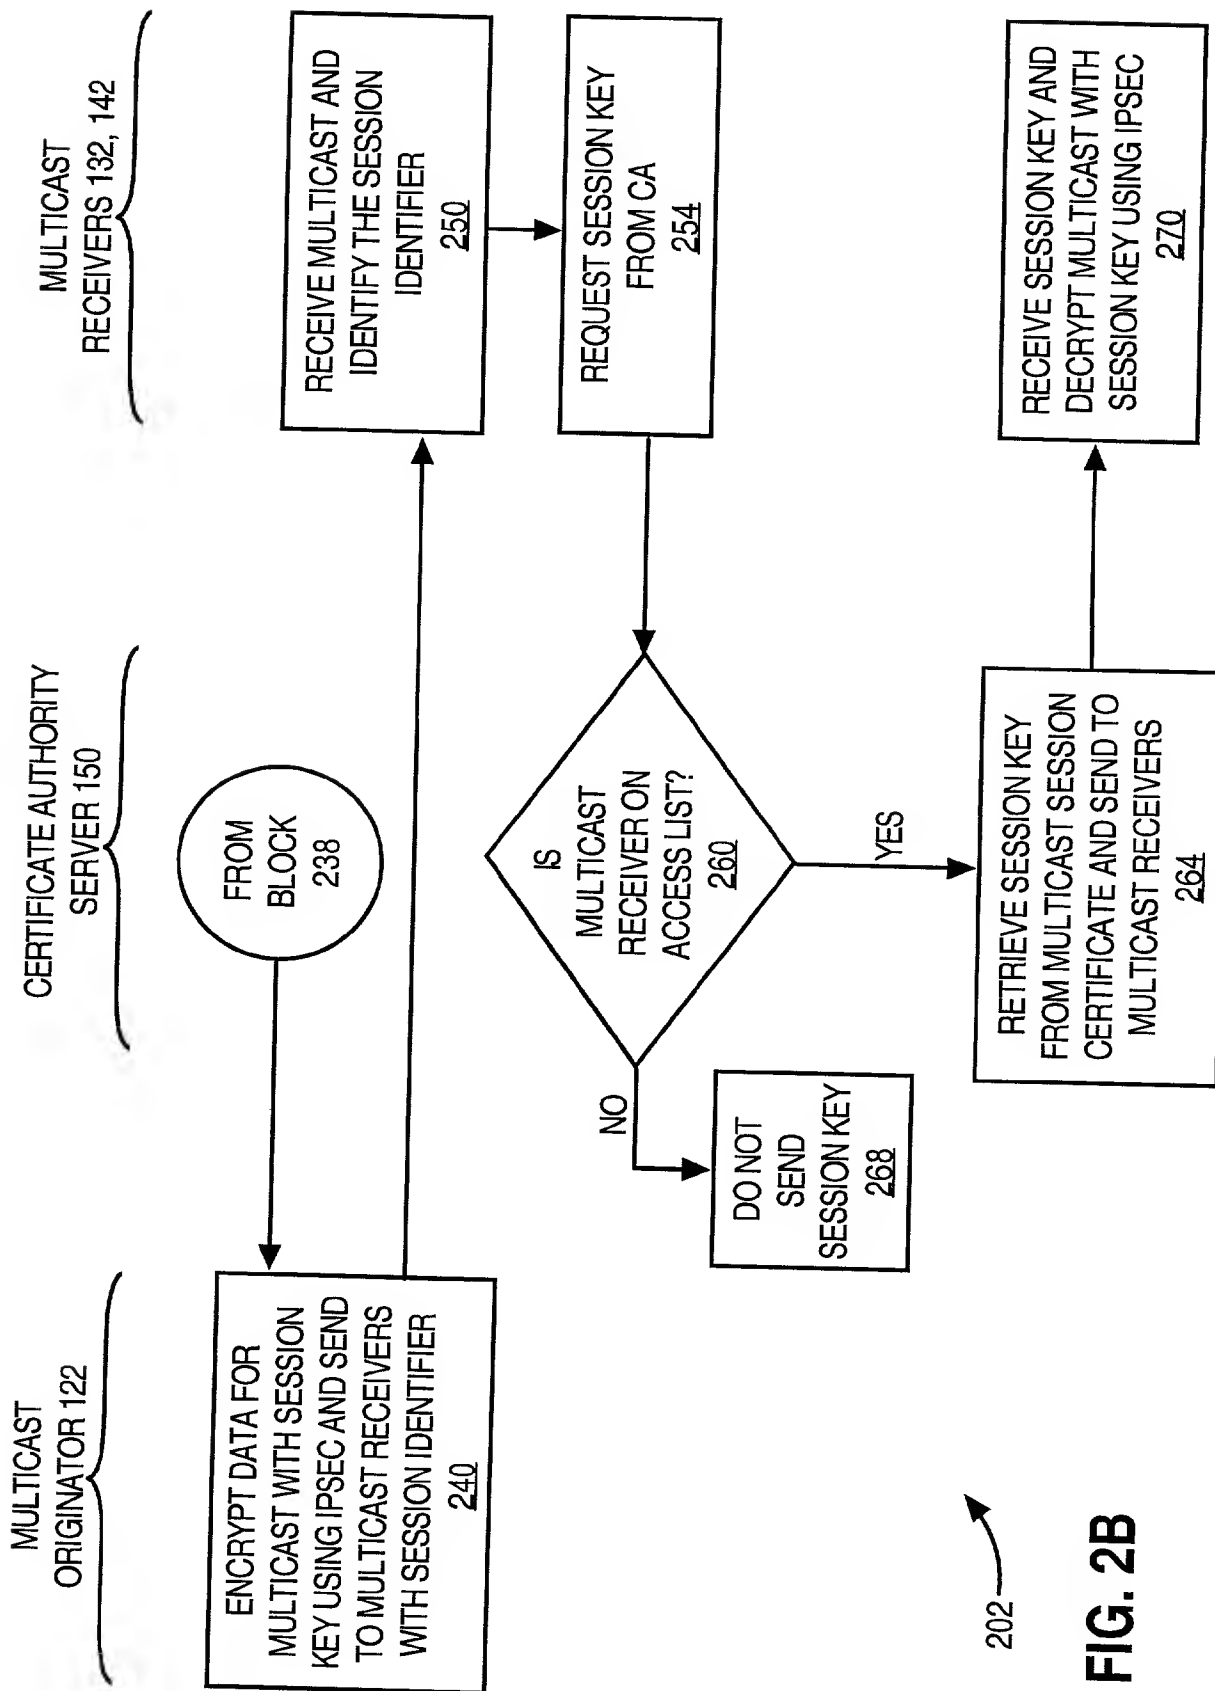 MULTICAST
ORIGINATOR 122
CERTIFICATE AUTHORITY
SERVER 150
MULTICAST
RECEIVERS 132, 142
FROM
BLOCK
238
ENCRYPT DATA FOR
MULTICAST WITH SESSION
KEY USING IPSEC AND SEND
TO MULTICAST RECEIVERS
WITH SESSION IDENTIFIER
240
RECEIVE MULTICAST AND
IDENTIFY THE SESSION
IDENTIFIER
250
REQUEST SESSION KEY
FROM CA
254
IS
MULTICAST
RECEIVER ON
ACCESS LIST?
260
NO
YES
DO NOT
SEND
SESSION KEY
268
RETRIEVE SESSION KEY
FROM MULTICAST SESSION
CERTIFICATE AND SEND TO
MULTICAST RECEIVERS
264
RECEIVE SESSION KEY AND
DECRYPT MULTICAST WITH
SESSION KEY USING IPSEC
270
202
FIG. 2B